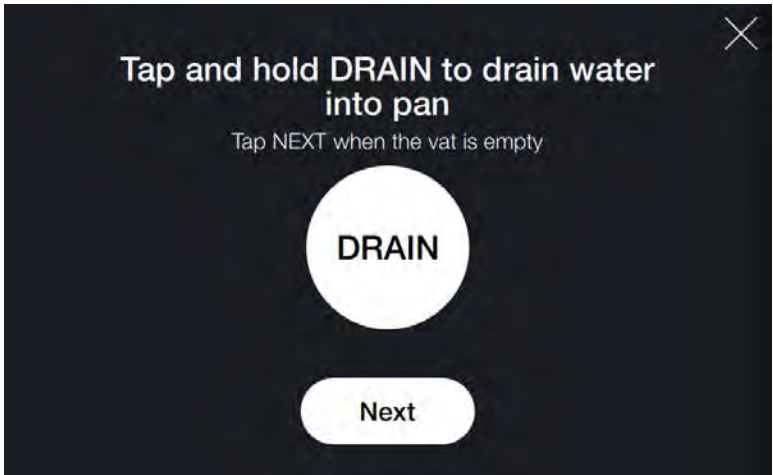 Tap and hold DRAIN to drain water
into pan
Tap NEXT when the vat is empty
DRAIN
Next